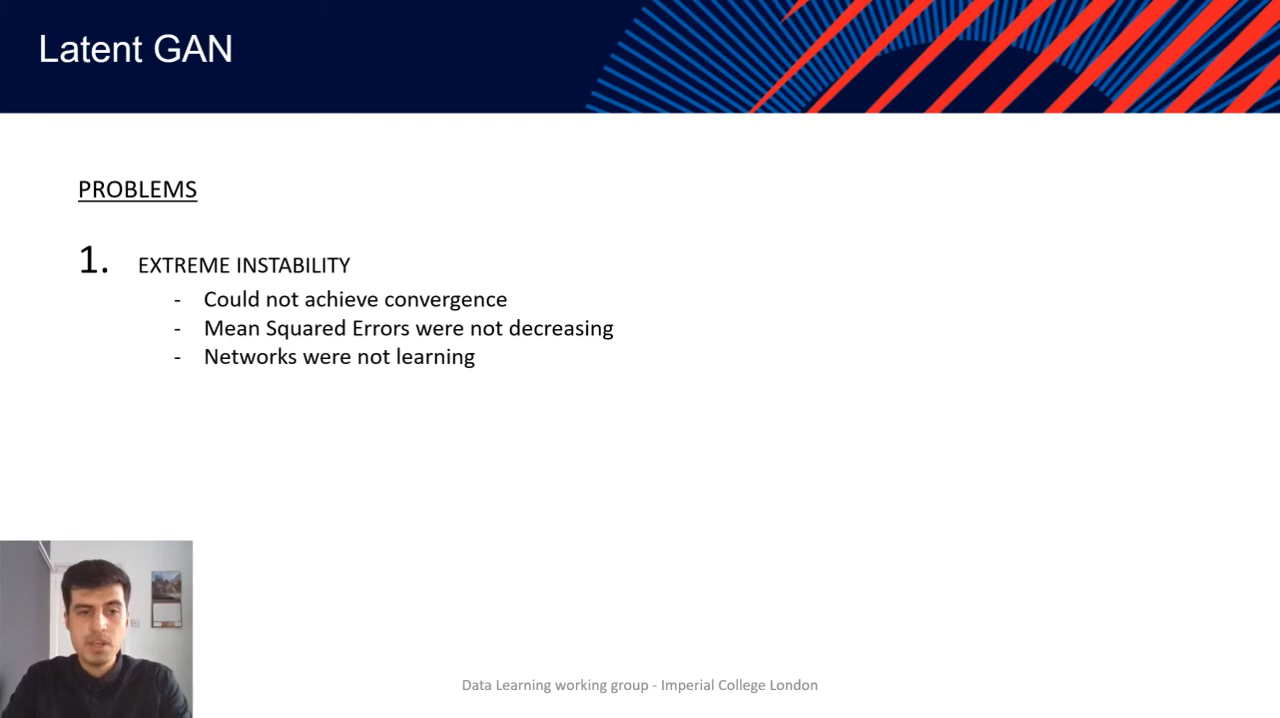 Latent GAN
PROBLEMS
1. EXTREME INSTABILITY
- Could not achieve convergence
- Mean Squared Errors were not decreasing
- Networks were not learning
Data Learning working group - Imperial College London